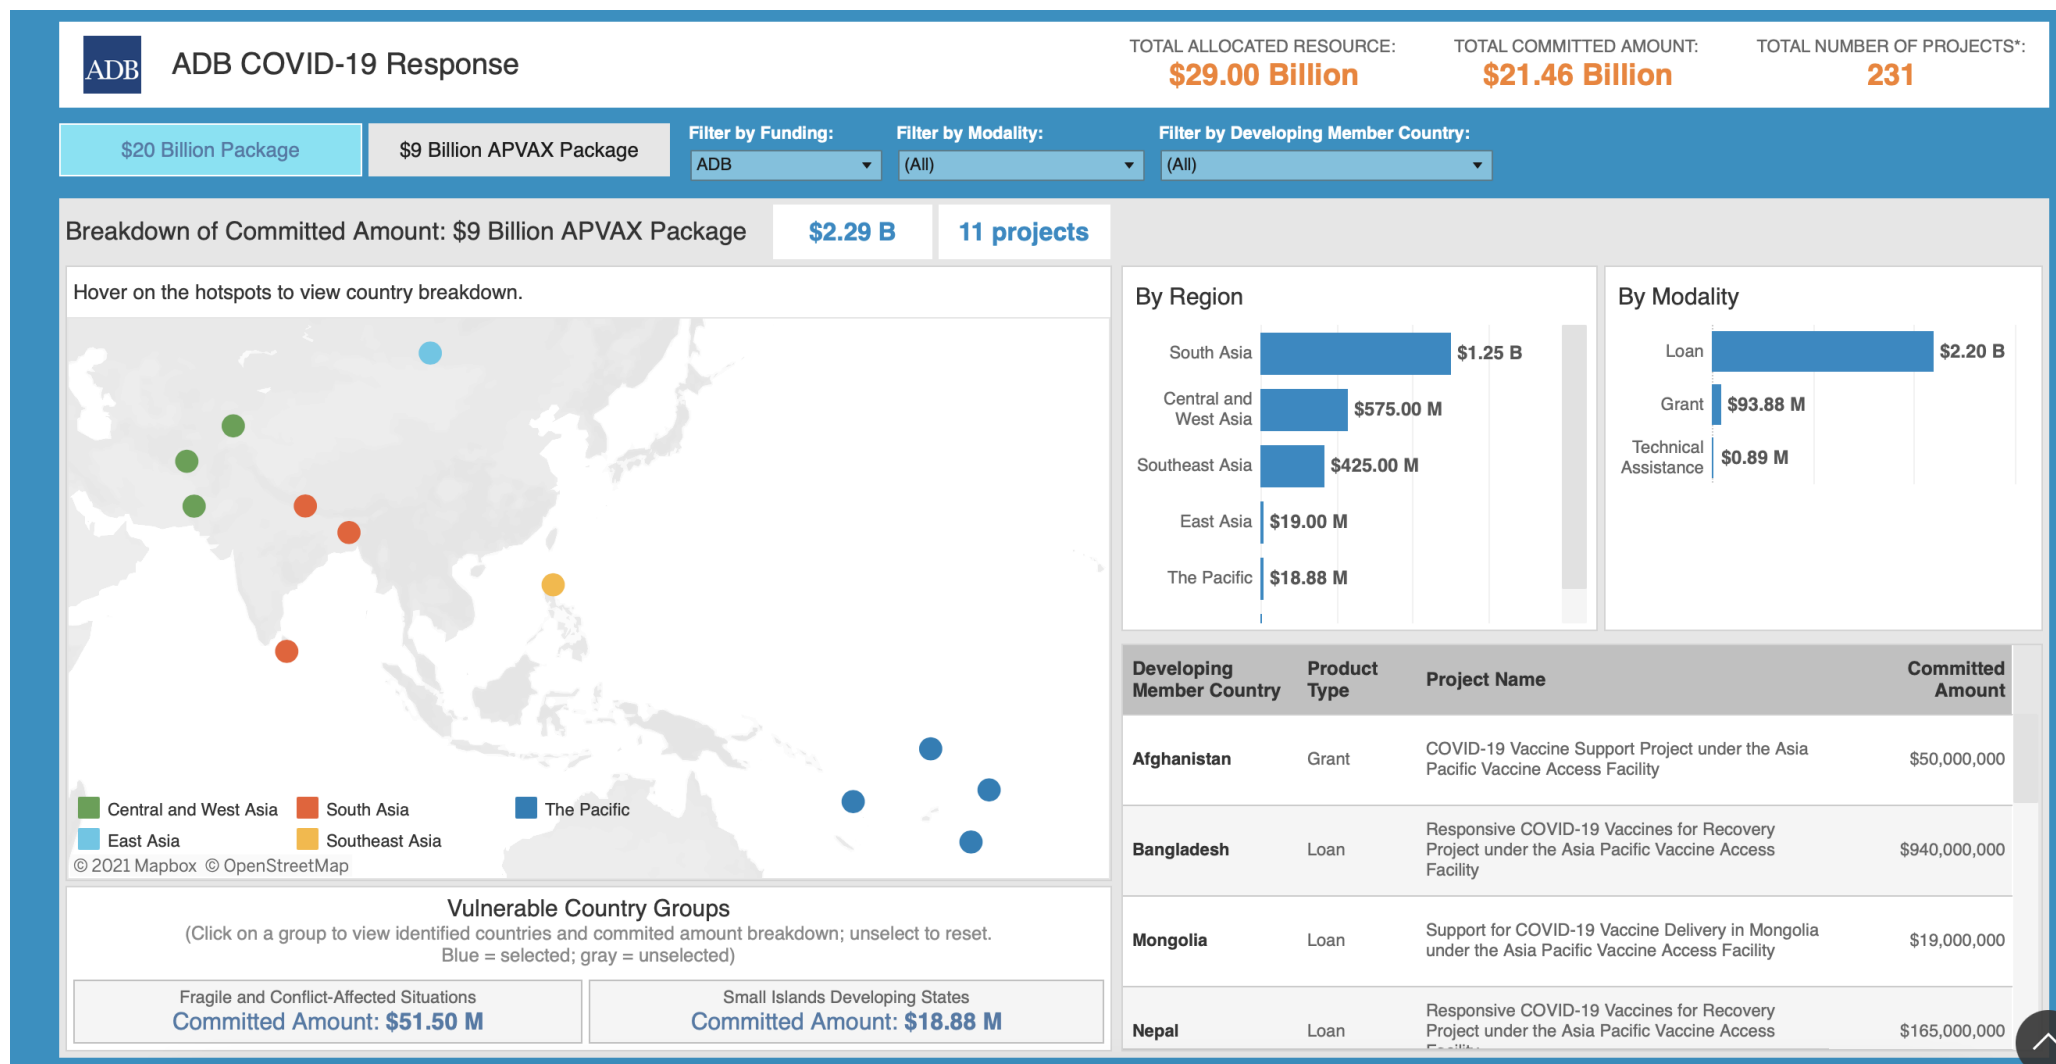 ADB
ADB COVID-19 Response
TOTAL ALLOCATED RESOURCE:
$29.00 Billion
TOTAL COMMITTED AMOUNT:
$21.46 Billion
TOTAL NUMBER OF PROJECTS*:
231
$20 Billion Package
$9 Billion APVAX Package
Filter by Funding:
ADB
Filter by Modality:
(All)
Filter by Developing Member Country:
(All)
Breakdown of Committed Amount: $9 Billion APVAX Package
$2.29 B
11 projects
Hover on the hotspots to view country breakdown.
Central and West Asia
South Asia
The Pacific
East Asia
Southeast Asia
© 2021 Mapbox © OpenStreetMap
Vulnerable Country Groups
(Click on a group to view identified countries and commited amount breakdown; unselect to reset.
Blue = selected; gray = unselected)
Fragile and Conflict-Affected Situations
Committed Amount: $51.50 M
Small Islands Developing States
Committed Amount: $18.88 M
By Region
South Asia
$1.25 B
Central and
West Asia
$575.00 M
Southeast Asia
$425.00 M
East Asia
$19.00 M
The Pacific
$18.88 M
By Modality
Loan
$2.20 B
Grant
$93.88 M
Technical
Assistance
$0.89 M
Developing
Member Country
Product
Type
Project Name
Committed
Amount
Afghanistan
Grant
COVID-19 Vaccine Support Project under the Asia
Pacific Vaccine Access Facility
$50,000,000
Bangladesh
Loan
Responsive COVID-19 Vaccines for Recovery
Project under the Asia Pacific Vaccine Access
Facility
$940,000,000
Mongolia
Loan
Support for COVID-19 Vaccine Delivery in Mongolia
under the Asia Pacific Vaccine Access Facility
$19,000,000
Nepal
Loan
Responsive COVID-19 Vaccines for Recovery
Project under the Asia Pacific Vaccine Access
$165,000,000